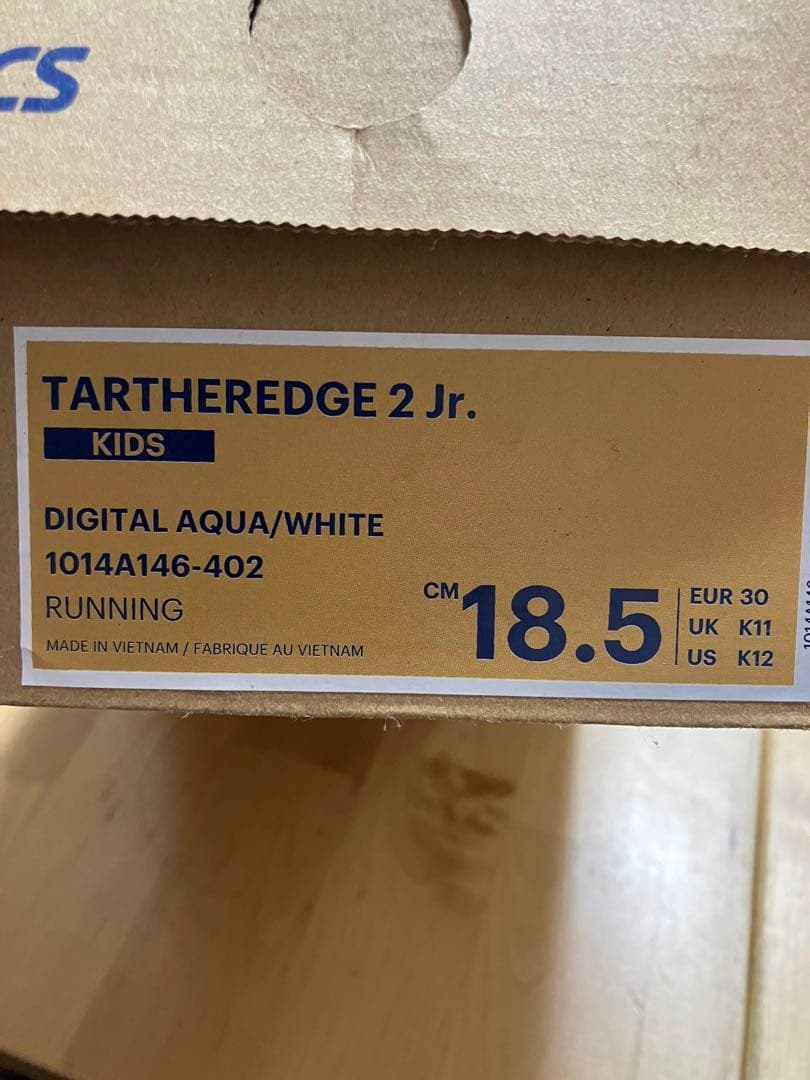 CS
TARTHEREDGE 2 Jr.
KIDS
DIGITAL AQUA/WHITE
1014A146-402
RUNNING
MADE IN VIETNAM / FABRIQUE AU VIETNAM
CM 18.5
EUR 30
UK K11
US K12